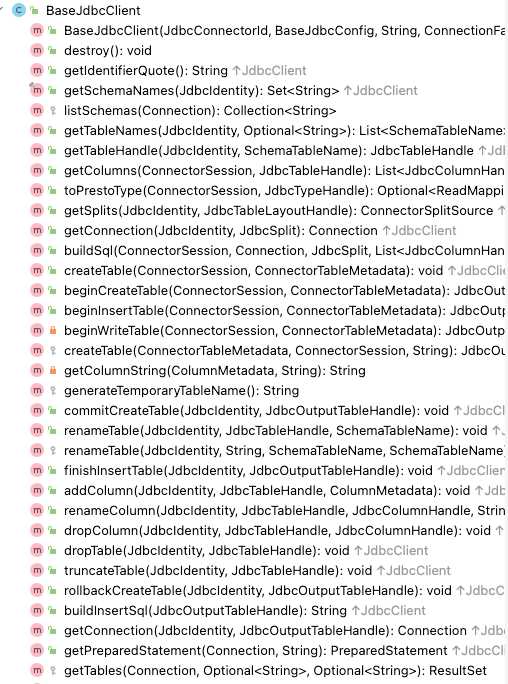 BaseJdbcClient
BaseJdbcClient(JdbcConnectorId, BaseJdbcConfig, String, ConnectionFa
destroy(): void
getIdentifierQuote(): String ↑JdbcClient
getSchemaNames(JdbcIdentity): Set<String> ↑JdbcClient
listSchemas(Connection): Collection<String>
getTableNames(JdbcIdentity, Optional<String>): List<SchemaTableName>
getTableHandle(JdbcIdentity, SchemaTableName): JdbcTableHandle ↑Jd
getColumns(ConnectorSession, JdbcTableHandle): List<JdbcColumnHan
toPrestoType(ConnectorSession, JdbcTypeHandle): Optional<ReadMappi
getSplits(JdbcIdentity, JdbcTableLayoutHandle): ConnectorSplitSource ↑
getConnection(JdbcIdentity, JdbcSplit): Connection ↑JdbcClient
buildSql(ConnectorSession, Connection, JdbcSplit, List<JdbcColumnHan
createTable(ConnectorSession, ConnectorTableMetadata): void ↑JdbcClie
beginCreateTable(ConnectorSession, ConnectorTableMetadata): JdbcOut
beginInsertTable(ConnectorSession, ConnectorTableMetadata): JdbcOutp
beginWriteTable(ConnectorSession, ConnectorTableMetadata): JdbcOutp
createTable(ConnectorTableMetadata, ConnectorSession, String): JdbcOu
getColumnString(ColumnMetadata, String): String
generateTemporaryTableName(): String
commitCreateTable(JdbcIdentity, JdbcOutputTableHandle): void ↑JdbcCl
renameTable(JdbcIdentity, JdbcTableHandle, SchemaTableName): void ↑
renameTable(JdbcIdentity, String, SchemaTableName, SchemaTableName)
finishInsertTable(JdbcIdentity, JdbcOutputTableHandle): void ↑JdbcClien
addColumn(JdbcIdentity, JdbcTableHandle, ColumnMetadata): void ↑Jdb
renameColumn(JdbcIdentity, JdbcTableHandle, JdbcColumnHandle, Strin
dropColumn(JdbcIdentity, JdbcTableHandle, JdbcColumnHandle): void ↑
dropTable(JdbcIdentity, JdbcTableHandle): void ↑JdbcClient
truncateTable(JdbcIdentity, JdbcTableHandle): void ↑JdbcClient
rollbackCreateTable(JdbcIdentity, JdbcOutputTableHandle): void ↑JdbcCl
buildInsertSql(JdbcOutputTableHandle): String ↑JdbcClient
getConnection(JdbcIdentity, JdbcOutputTableHandle): Connection ↑Jdb
getPreparedStatement(Connection, String): PreparedStatement ↑JdbcCl
getTables(Connection, Optional<String>, Optional<String>): ResultSet